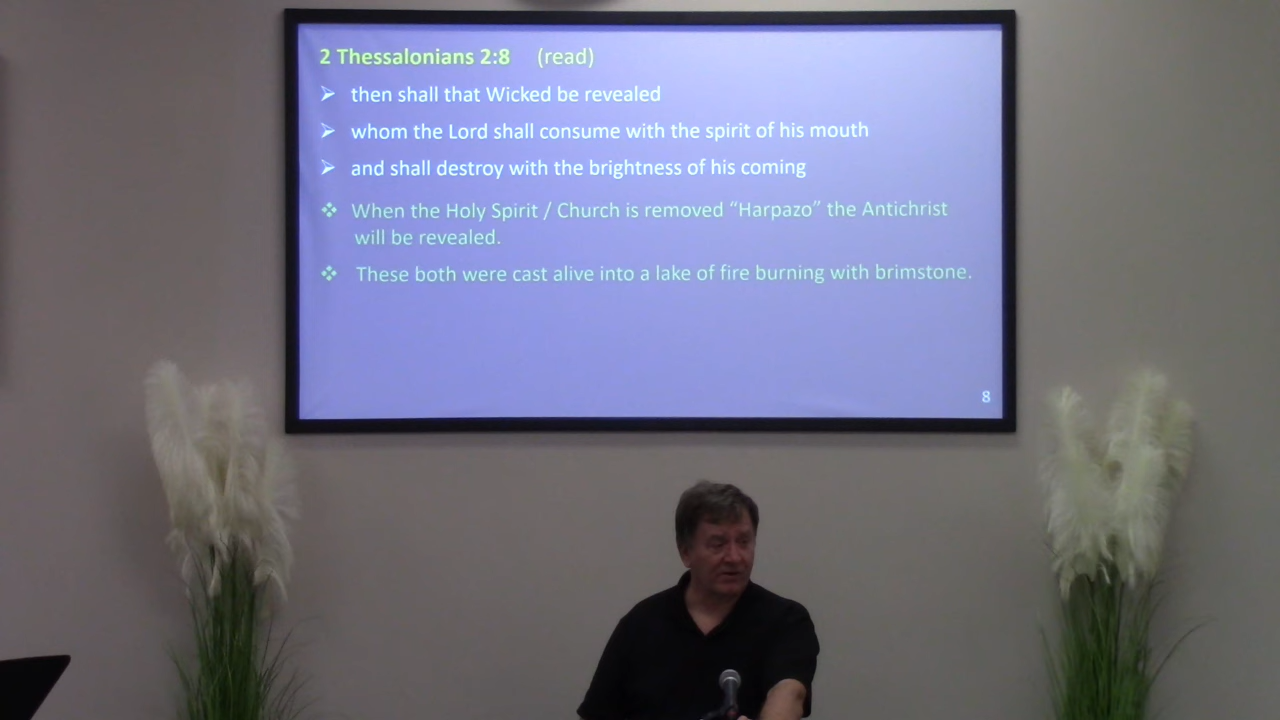 2 Thessalonians 2:8 (read)
➢ then shall that Wicked be revealed
➢ whom the Lord shall consume with the spirit of his mouth
➢ and shall destroy with the brightness of his coming
❖ When the Holy Spirit / Church is removed “Harpazo” the Antichrist
will be revealed.
❖ These both were cast alive into a lake of fire burning with brimstone.
8